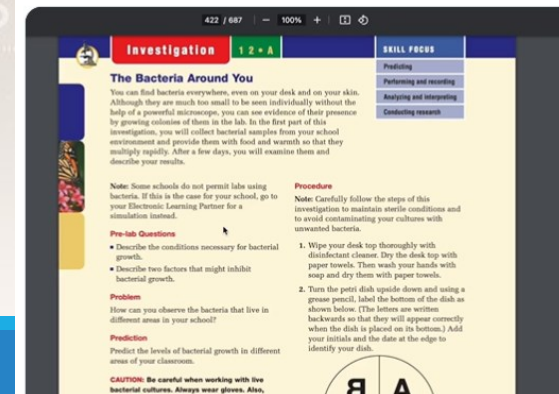 422 / 687 — 100% +
Investigation 12•A
SKILL FOCUS
Predicting
Performing and recording
Analyzing and interpreting
Conducting research
The Bacteria Around You
You can find bacteria everywhere, even on your desk and on your skin.
Although they are much too small to be seen individually without the
help of a powerful microscope, you can see evidence of their presence
by growing colonies of them in the lab. In the first part of this
investigation, you will collect bacterial samples from your school
environment and provide them with food and warmth so that they
multiply rapidly. After a few days, you will examine them and
describe your results.
Note: Some schools do not permit labs using
bacteria. If this is the case for your school, go to
your Electronic Learning Partner for a
simulation instead.
Pre-lab Questions
■ Describe the conditions necessary for bacterial
growth.
■ Describe two factors that might inhibit
bacterial growth.
Problem
How can you observe the bacteria that live in
different areas in your school?
Prediction
Predict the levels of bacterial growth in different
areas of your classroom.
CAUTION: Be careful when working with live
bacterial cultures. Always wear gloves. Also,
Procedure
Note: Carefully follow the steps of this
investigation to maintain sterile conditions and
to avoid contaminating your cultures with
unwanted bacteria.
1. Wipe your desk top thoroughly with
disinfectant cleaner. Dry the desk top with
paper towels. Then wash your hands with
soap and dry them with paper towels.
2. Turn the petri dish upside down and using a
grease pencil, label the bottom of the dish as
shown below. (The letters are written
backwards so that they will appear correctly
when the dish is placed on its bottom.) Add
your initials and the date at the edge to
identify your dish.
B A